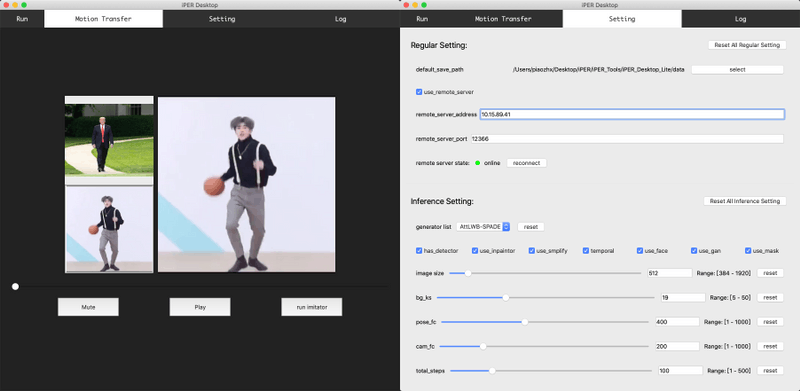 iPER Desktop
Run Motion Transfer Setting Log
Mute Play run imitator
iPER Desktop
Run Motion Transfer Setting Log
Regular Setting: Reset All Regular Setting
default_save_path /Users/piaozhx/Desktop/iPER/iPER_Tools/iPER_Desktop_Lite/data select
use_remote_server
remote_server_address 10.15.89.41
remote_server_port 12366
remote server state: online reconnect
Inference Setting: Reset All Inference Setting
generator list AttLWB-SPADE reset
has_detector use_inpaintor use_smplify temporal use_face use_gan use_mask
image size 512 Range: [384 - 1920] reset
bg_ks 19 Range: [5 - 50] reset
pose_fc 400 Range: [1 - 1000] reset
cam_fc 200 Range: [1 - 1000] reset
total_steps 100 Range: [1 - 500] reset